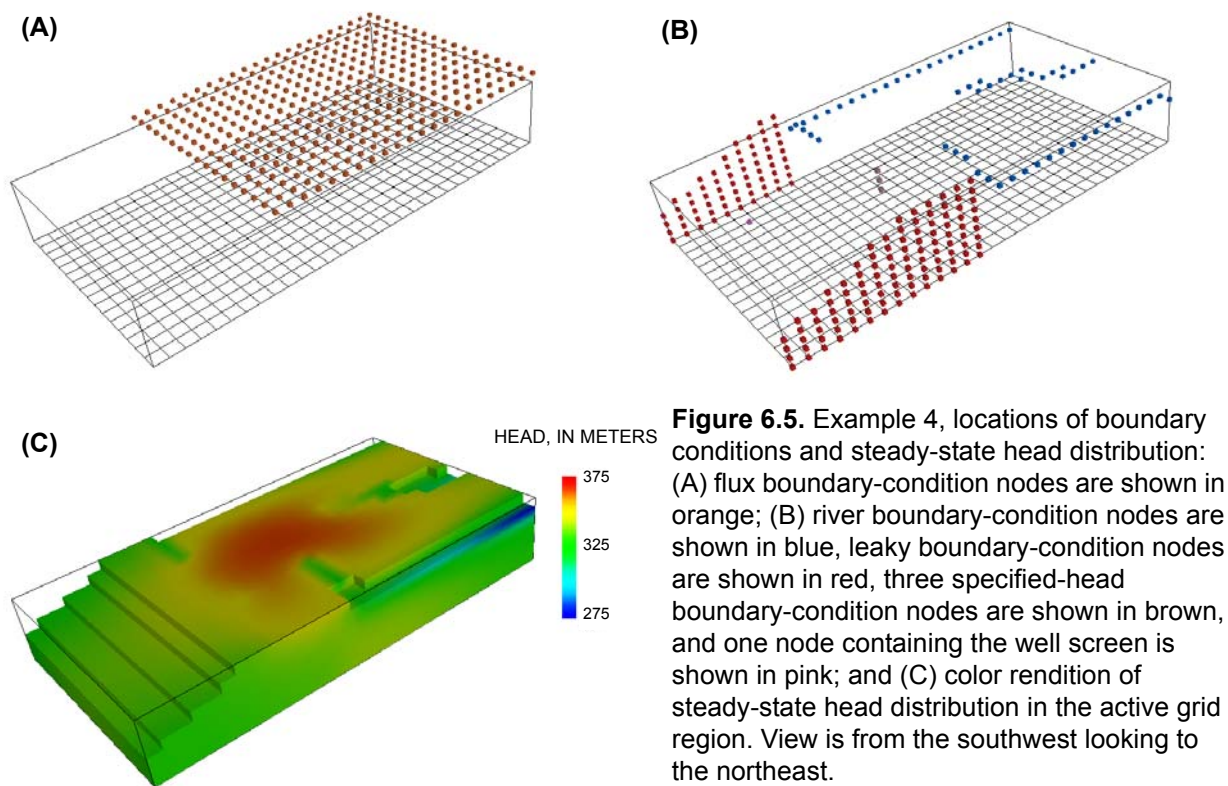 (A)
(B)
(C)
HEAD, IN METERS
375
325
275
Figure 6.5. Example 4, locations of boundary
conditions and steady-state head distribution:
(A) flux boundary-condition nodes are shown in
orange; (B) river boundary-condition nodes are
shown in blue, leaky boundary-condition nodes
are shown in red, three specified-head
boundary-condition nodes are shown in brown,
and one node containing the well screen is
shown in pink; and (C) color rendition of
steady-state head distribution in the active grid
region. View is from the southwest looking to
the northeast.